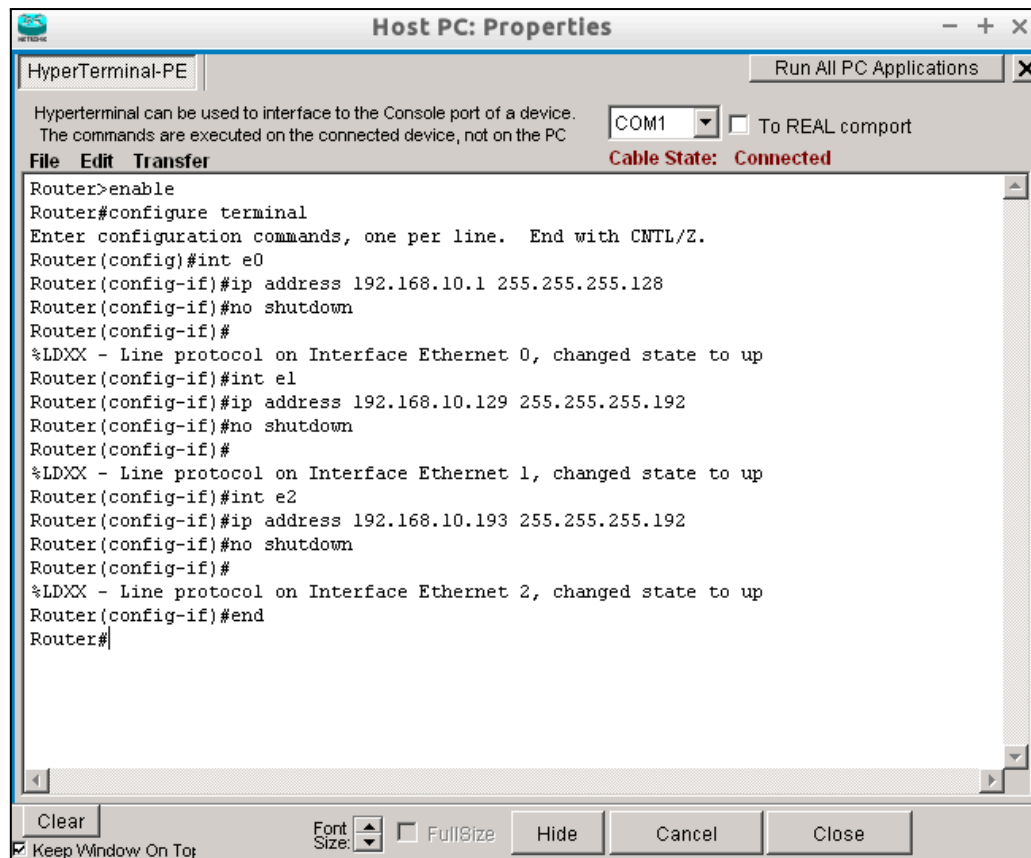 Host PC: Properties
HyperTerminal-PE
Run All PC Applications
Hyperterminal can be used to interface to the Console port of a device.
The commands are executed on the connected device, not on the PC
COM1
To REAL comport
File Edit Transfer
Cable State: Connected
Router>enable
Router#configure terminal
Enter configuration commands, one per line.  End with CNTL/Z.
Router(config)#int e0
Router(config-if)#ip address 192.168.10.1 255.255.255.128
Router(config-if)#no shutdown
Router(config-if)#
%LDXX - Line protocol on Interface Ethernet 0, changed state to up
Router(config-if)#int e1
Router(config-if)#ip address 192.168.10.129 255.255.255.192
Router(config-if)#no shutdown
Router(config-if)#
%LDXX - Line protocol on Interface Ethernet 1, changed state to up
Router(config-if)#int e2
Router(config-if)#ip address 192.168.10.193 255.255.255.192
Router(config-if)#no shutdown
Router(config-if)#
%LDXX - Line protocol on Interface Ethernet 2, changed state to up
Router(config-if)#end
Router#
Clear
Font
Size:
FullSize
Hide
Cancel
Close
Keep Window On Top